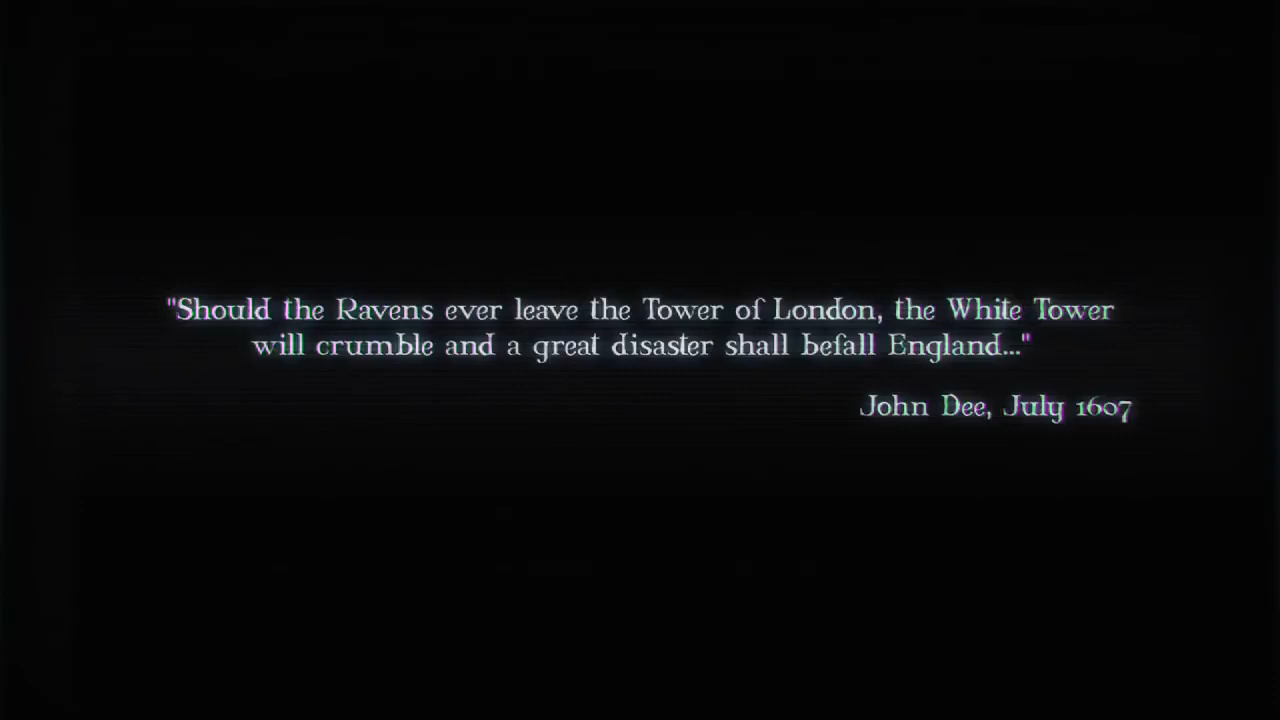 "Should the Ravens ever leave the Tower of London, the White Tower
will crumble and a great disaster shall befall England..."
John Dee, July 1607